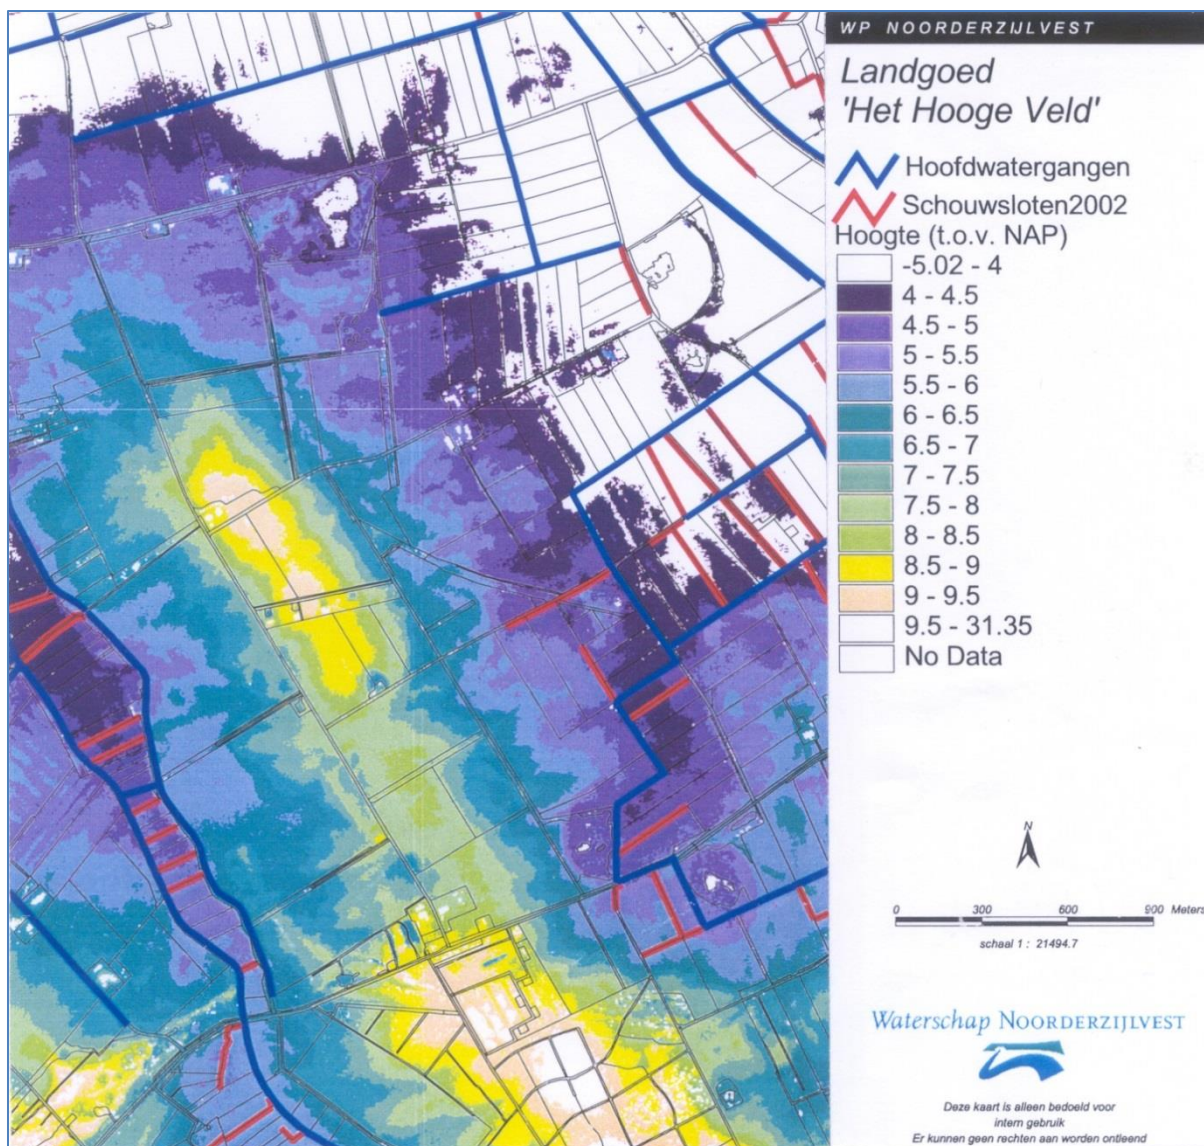 WP NOORDERZIJLVEST
Landgoed
'Het Hooge Veld'
Hoofdwatergangen
Schouwsloten2002
Hoogte (t.o.v. NAP)
-5.02 - 4
4 - 4.5
4.5 - 5
5 - 5.5
5.5 - 6
6 - 6.5
6.5 - 7
7 - 7.5
7.5 - 8
8 - 8.5
8.5 - 9
9 - 9.5
9.5 - 31.35
No Data
N
0 300 600 900 Meters
schaal 1 : 21494.7
Waterschap NOORDERZIJLVEST
Deze kaart is alleen bedoeld voor
intern gebruik
Er kunnen geen rechten aan worden ontleend